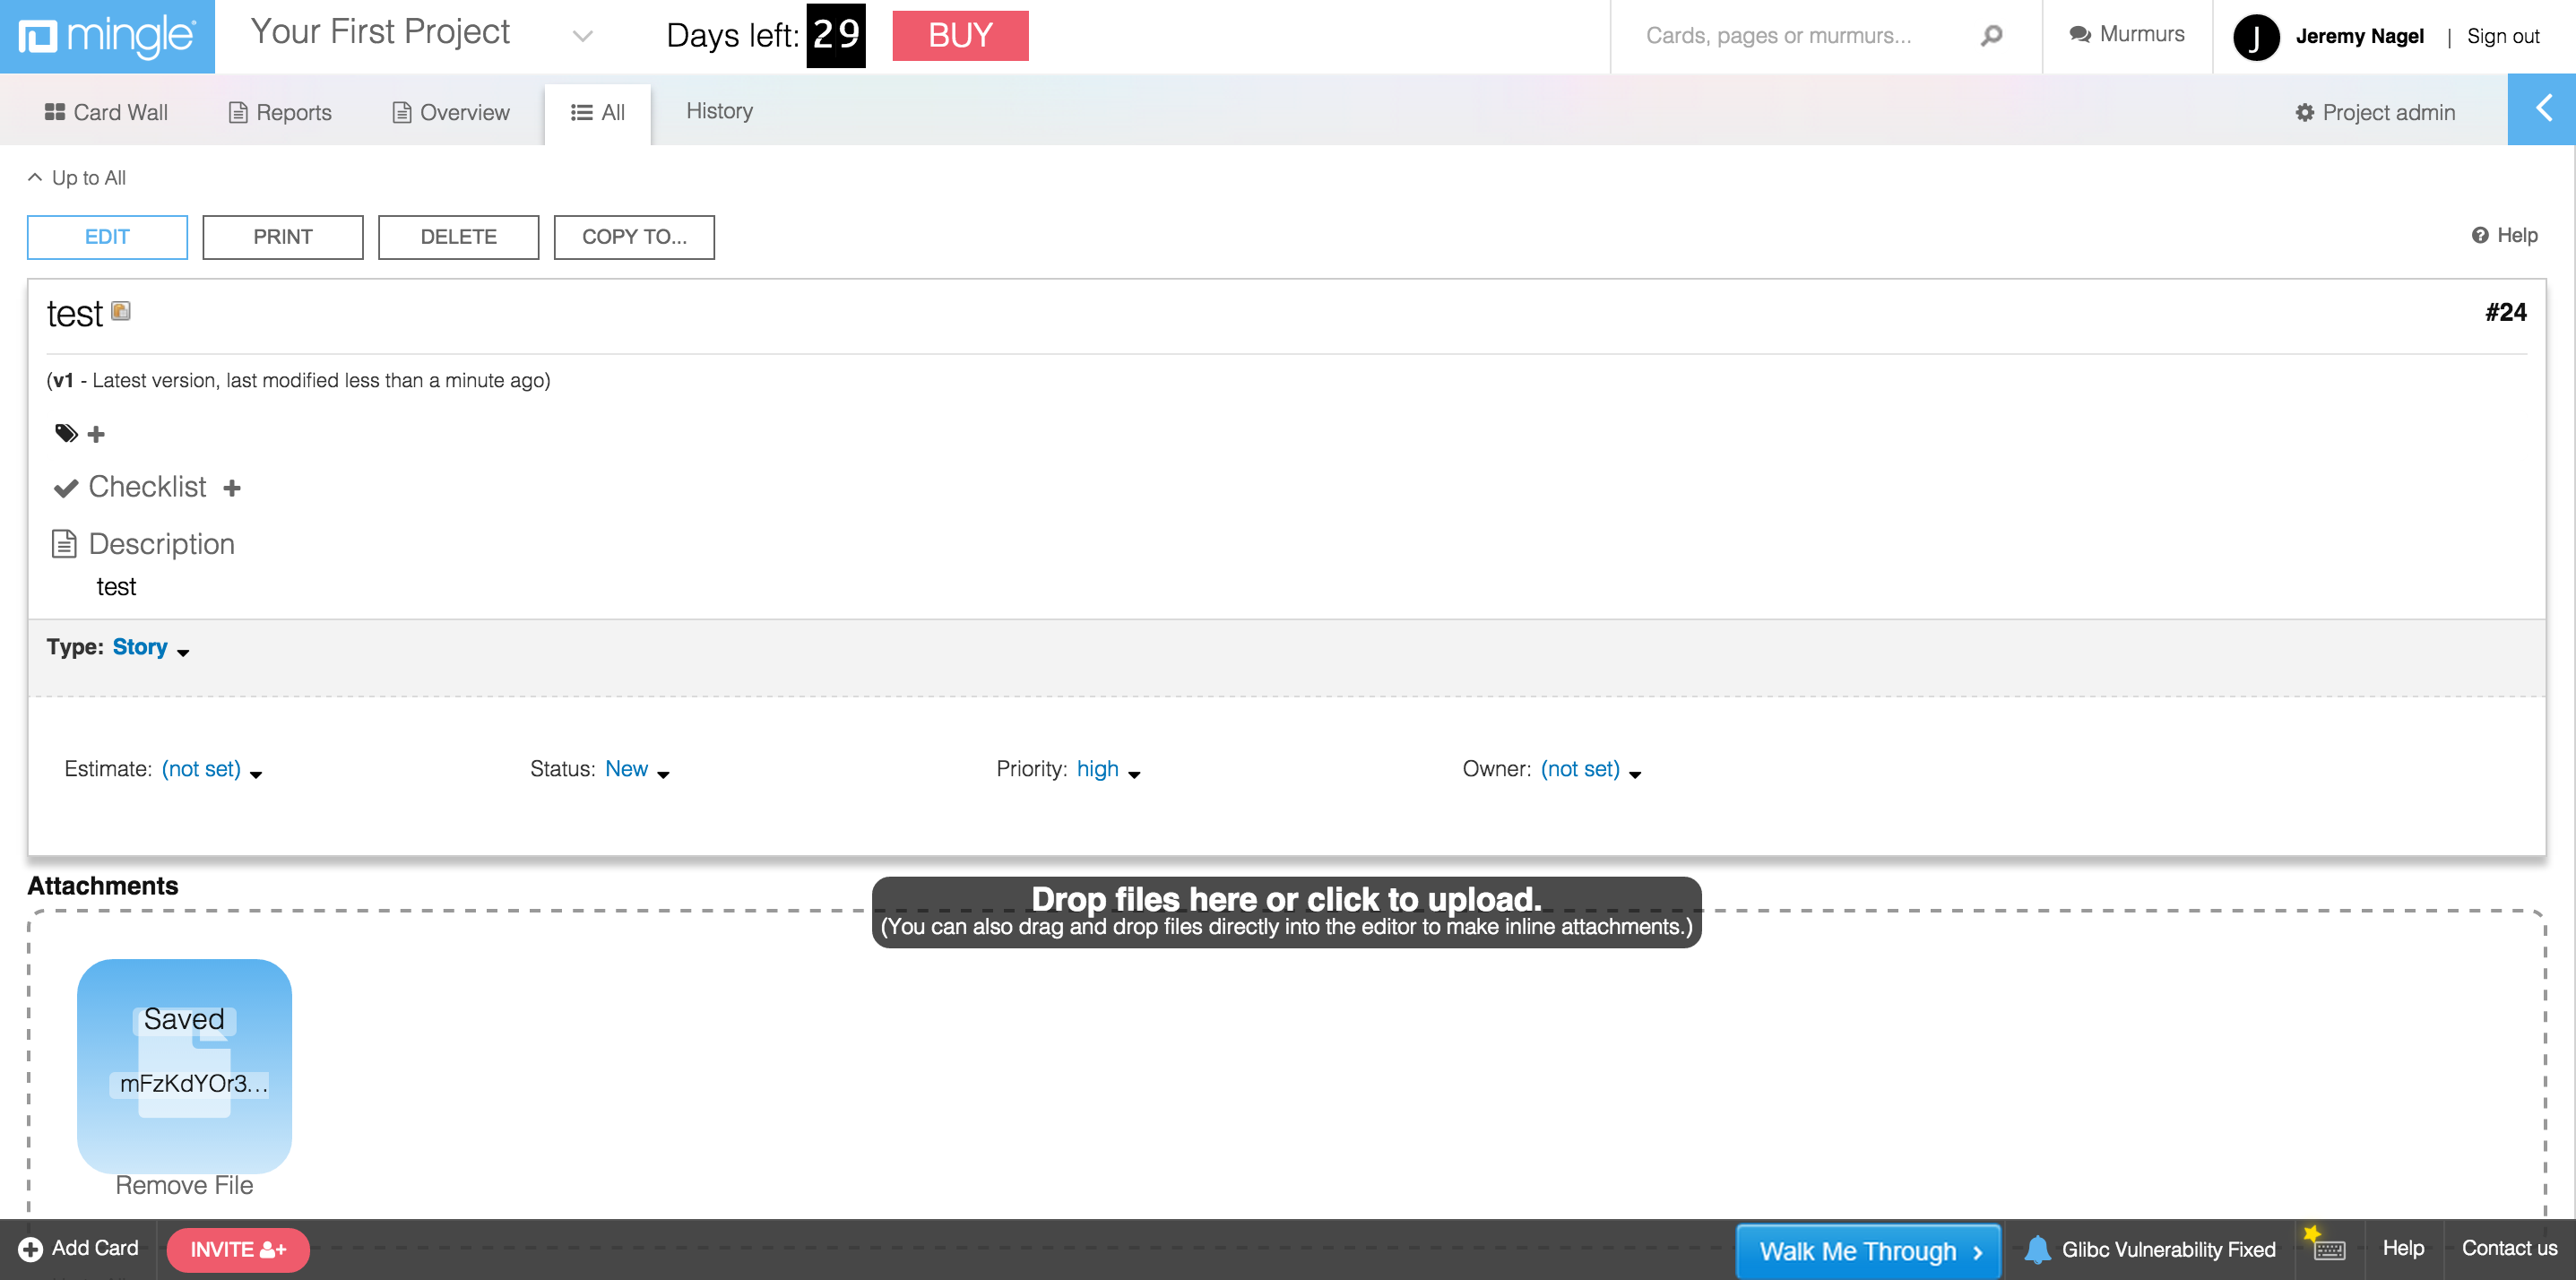 mingle Your First Project Days left: 29 BUY Cards, pages or murmurs... Murmurs J Jeremy Nagel | Sign out
Card Wall Reports Overview All History Project admin
Up to All
EDIT PRINT DELETE COPY TO... Help
test #24
(v1 - Latest version, last modified less than a minute ago)
Checklist
Description
test
Type: Story
Estimate: (not set) Status: New Priority: high Owner: (not set)
Attachments
Drop files here or click to upload.
(You can also drag and drop files directly into the editor to make inline attachments.)
Saved
mFzKdYOr3...
Remove File
Add Card INVITE Walk Me Through Glibc Vulnerability Fixed Help Contact us